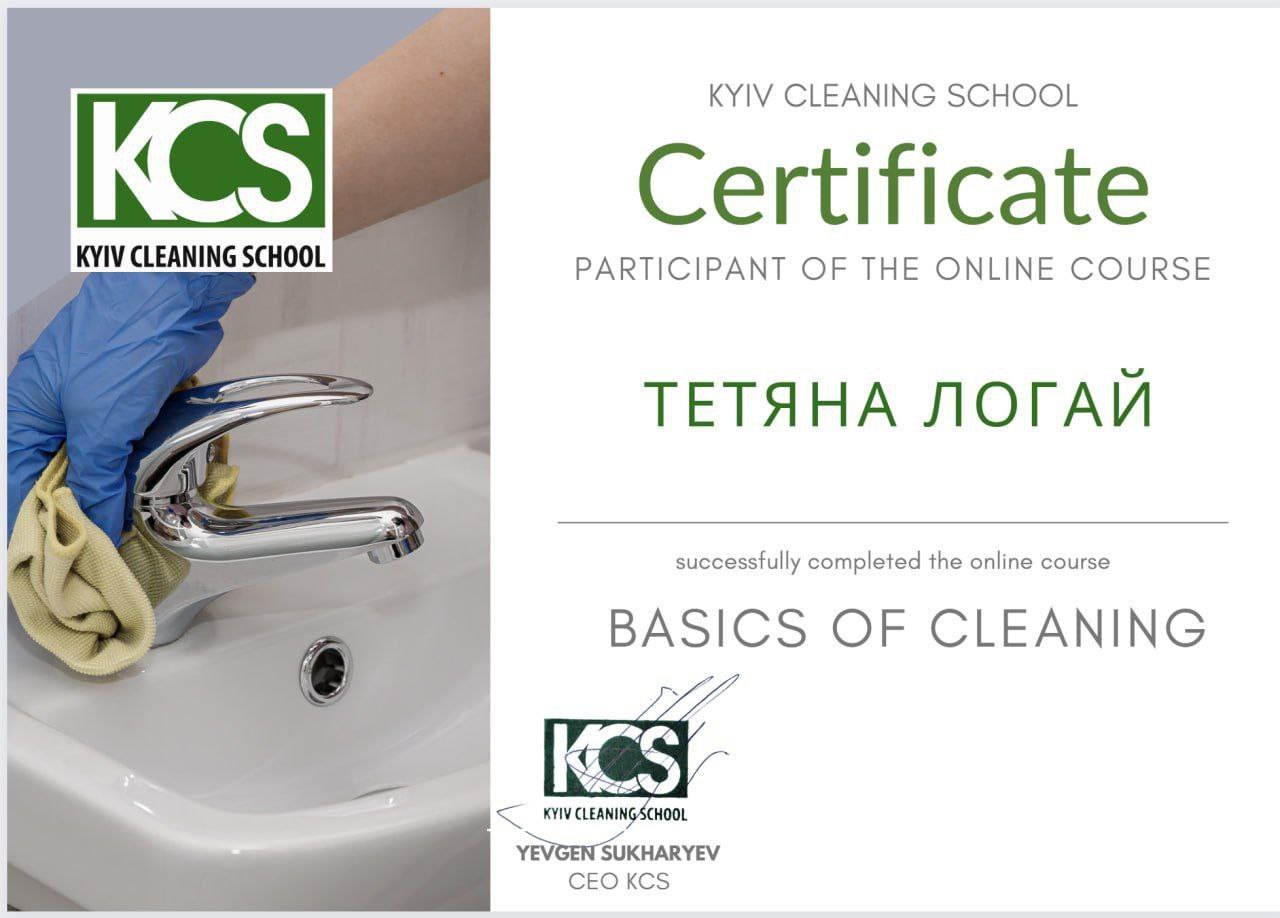 KCS
KYIV CLEANING SCHOOL
KYIV CLEANING SCHOOL
Certificate
PARTICIPANT OF THE ONLINE COURSE
ТЕТЯНА ЛОГАЙ
successfully completed the online course
BASICS OF CLEANING
KCS
KYIV CLEANING SCHOOL
YEVGEN SUKHARYEV
CEO KCS